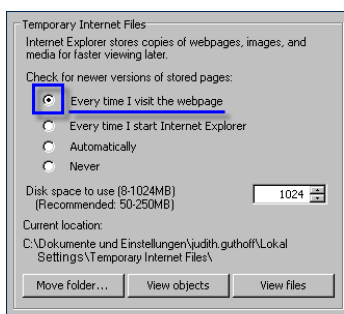 Temporary Internet Files
Internet Explorer stores copies of webpages, images, and
media for faster viewing later.
Check for newer versions of stored pages:
Every time I visit the webpage
Every time I start Internet Explorer
Automatically
Never
Disk space to use (8-1024MB)
(Recommended: 50-250MB)
1024
Current location:
C:\Dokumente und Einstellungen\judith.guthoff\Lokal
Settings\Temporary Internet Files\
Move folder...
View objects
View files